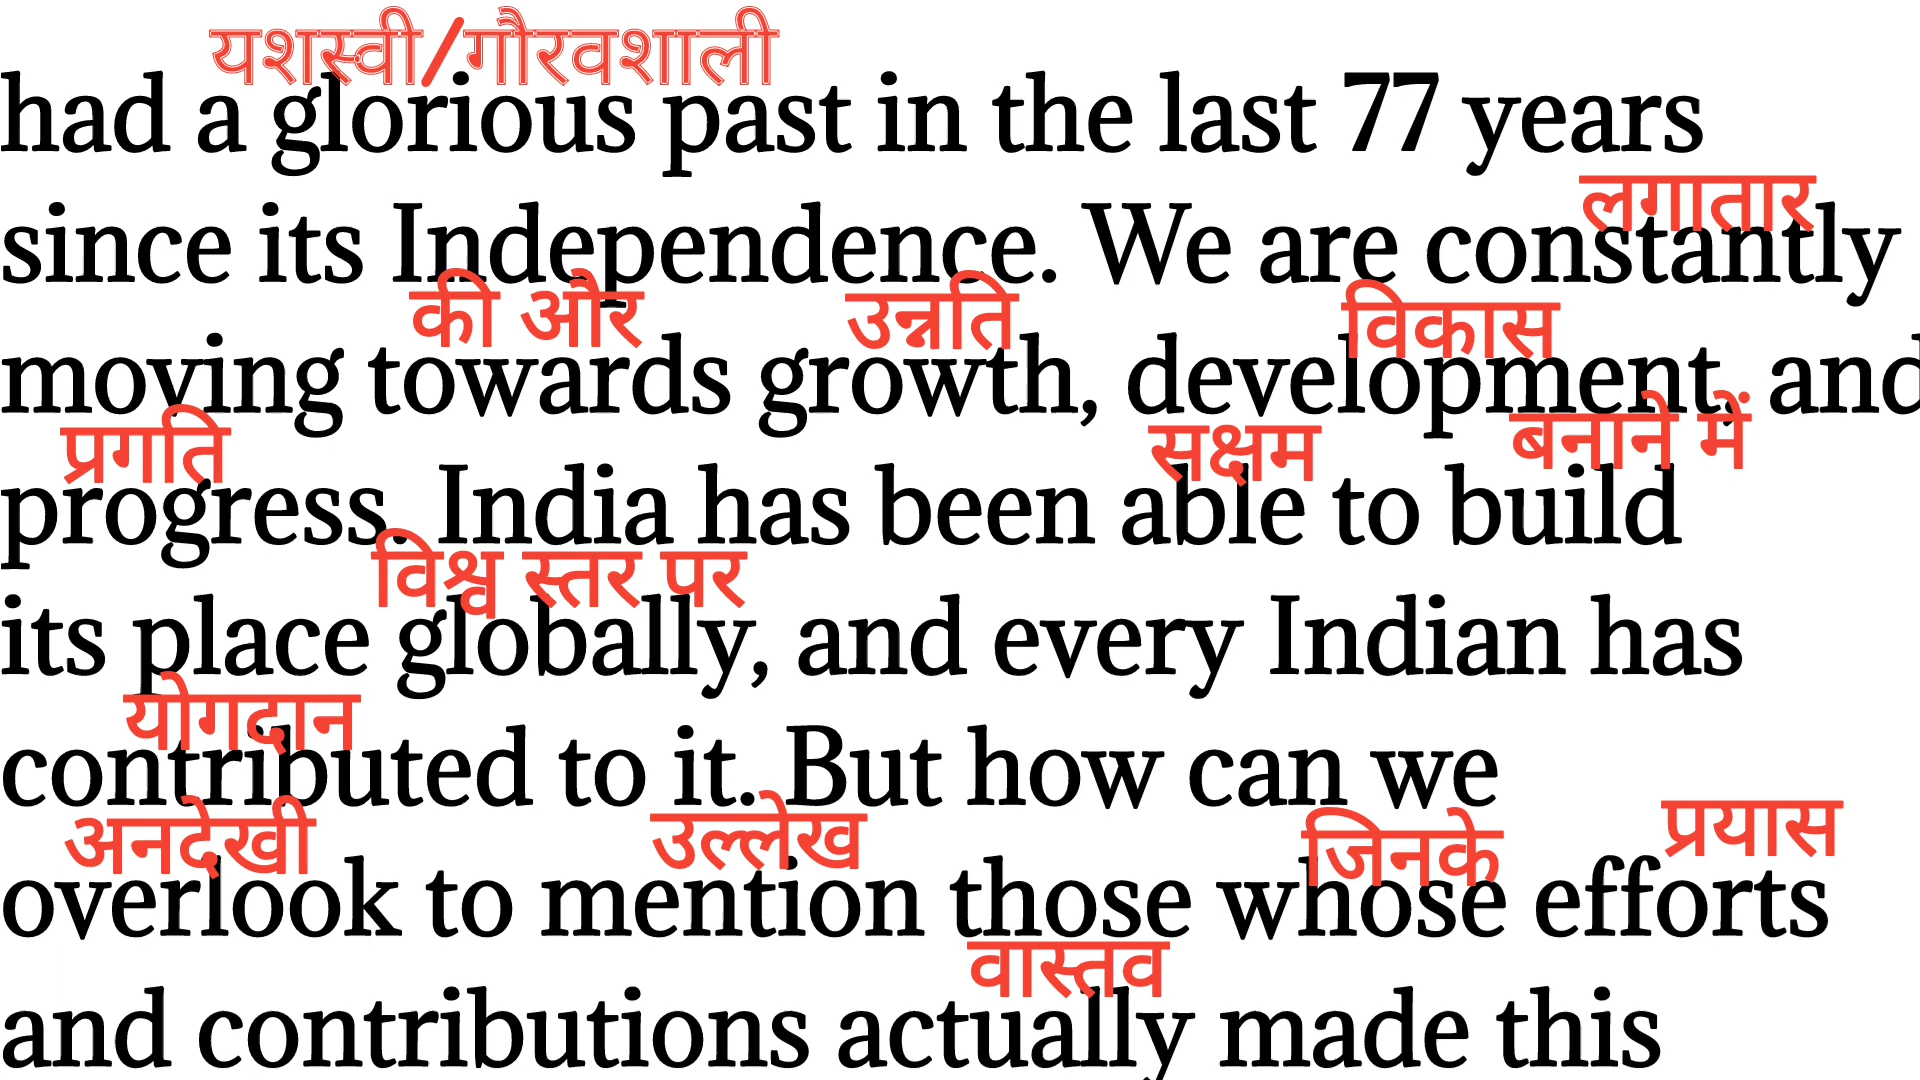 यशस्वी/गौरवशाली
had a glorious past in the last 77 years
लगातार
since its Independence. We are constantly
की और उन्नति विकास
moving towards growth, development, and
प्रगति सक्षम बनाने में
progress. India has been able to build
विश्व स्तर पर
its place globally, and every Indian has
योगदान
contributed to it. But how can we
अनदेखी उल्लेख जिनके प्रयास
overlook to mention those whose efforts
वास्तव
and contributions actually made this